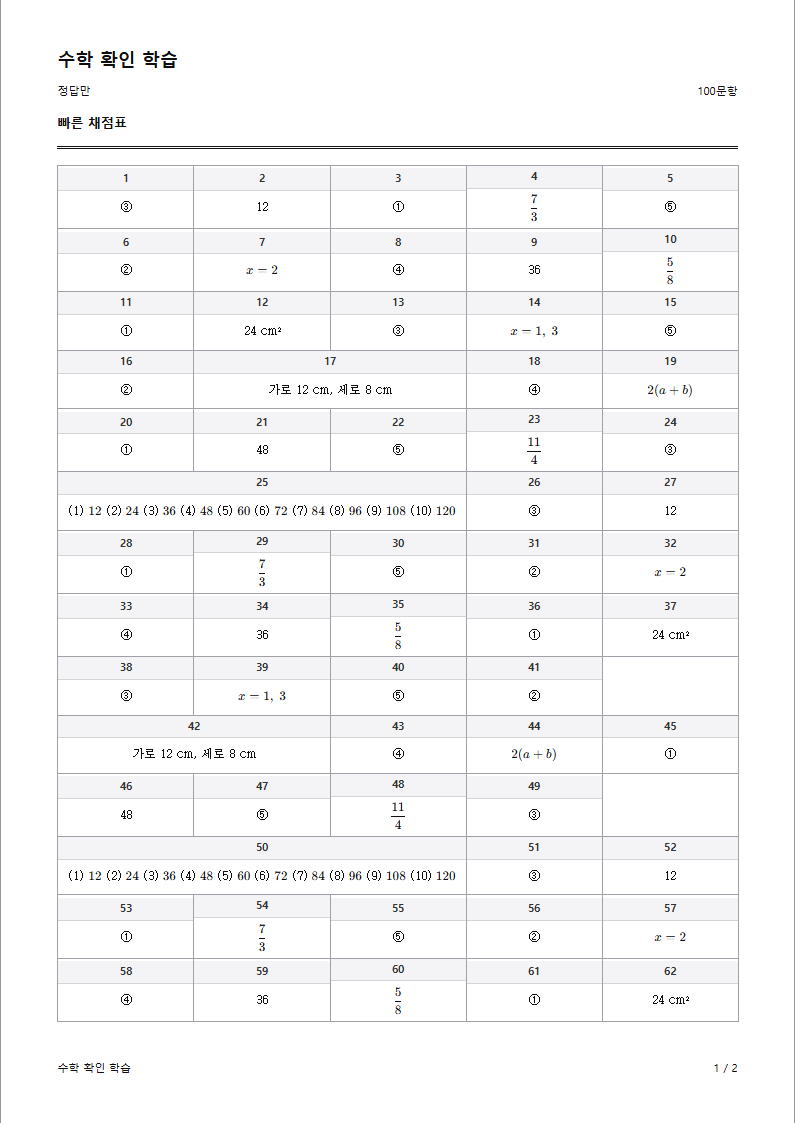 수학 확인 학습
정답만 100문항
빠른 채점표
1 2 3 4 5
③ 12 ① 7/3 ⑤
6 7 8 9 10
② x = 2 ④ 36 5/8
11 12 13 14 15
① 24 cm² ③ x = 1, 3 ⑤
16 17 18 19
② 가로 12 cm, 세로 8 cm ④ 2(a + b)
20 21 22 23 24
① 48 ⑤ 11/4 ③
25 26 27
(1) 12 (2) 24 (3) 36 (4) 48 (5) 60 (6) 72 (7) 84 (8) 96 (9) 108 (10) 120 ③ 12
28 29 30 31 32
① 7/3 ⑤ ② x = 2
33 34 35 36 37
④ 36 5/8 ① 24 cm²
38 39 40 41
③ x = 1, 3 ⑤ ②
42 43 44 45
가로 12 cm, 세로 8 cm ④ 2(a + b) ①
46 47 48 49
48 ⑤ 11/4 ③
50 51 52
(1) 12 (2) 24 (3) 36 (4) 48 (5) 60 (6) 72 (7) 84 (8) 96 (9) 108 (10) 120 ③ 12
53 54 55 56 57
① 7/3 ⑤ ② x = 2
58 59 60 61 62
④ 36 5/8 ① 24 cm²
수학 확인 학습 1 / 2